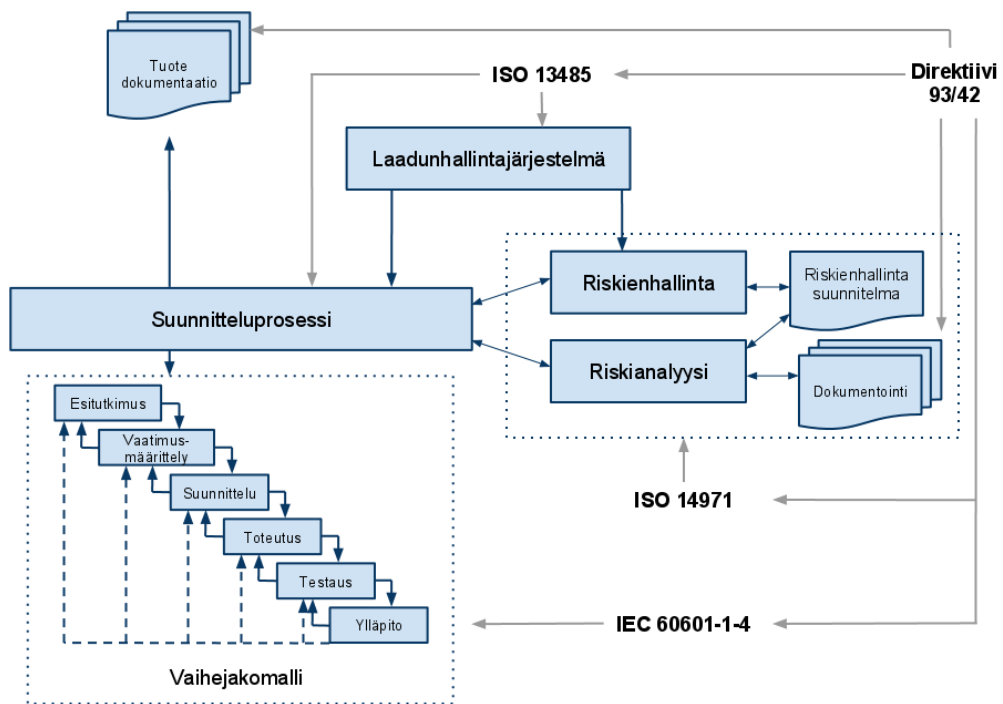 Tuote
dokumentaatio
ISO 13485
Direktiivi
93/42
Laadunhallintajärjestelmä
Riskienhallinta
Riskienhallinta
suunnitelma
Suunnitteluprosessi
Riskianalyysi
Dokumentointi
Esitutkimus
Vaatimus-
määrittely
Suunnittelu
ISO 14971
Toteutus
Testaus
Ylläpito
IEC 60601-1-4
Vaihejakomalli